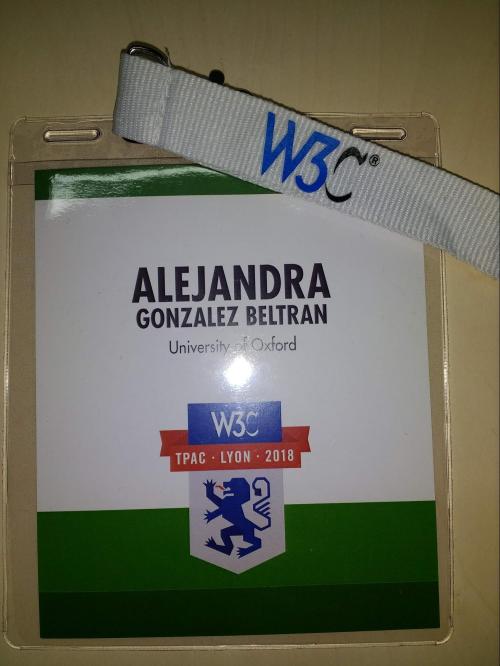 W3C®
ALEJANDRA
GONZALEZ BELTRAN
University of Oxford
W3C
TPAC · LYON · 2018